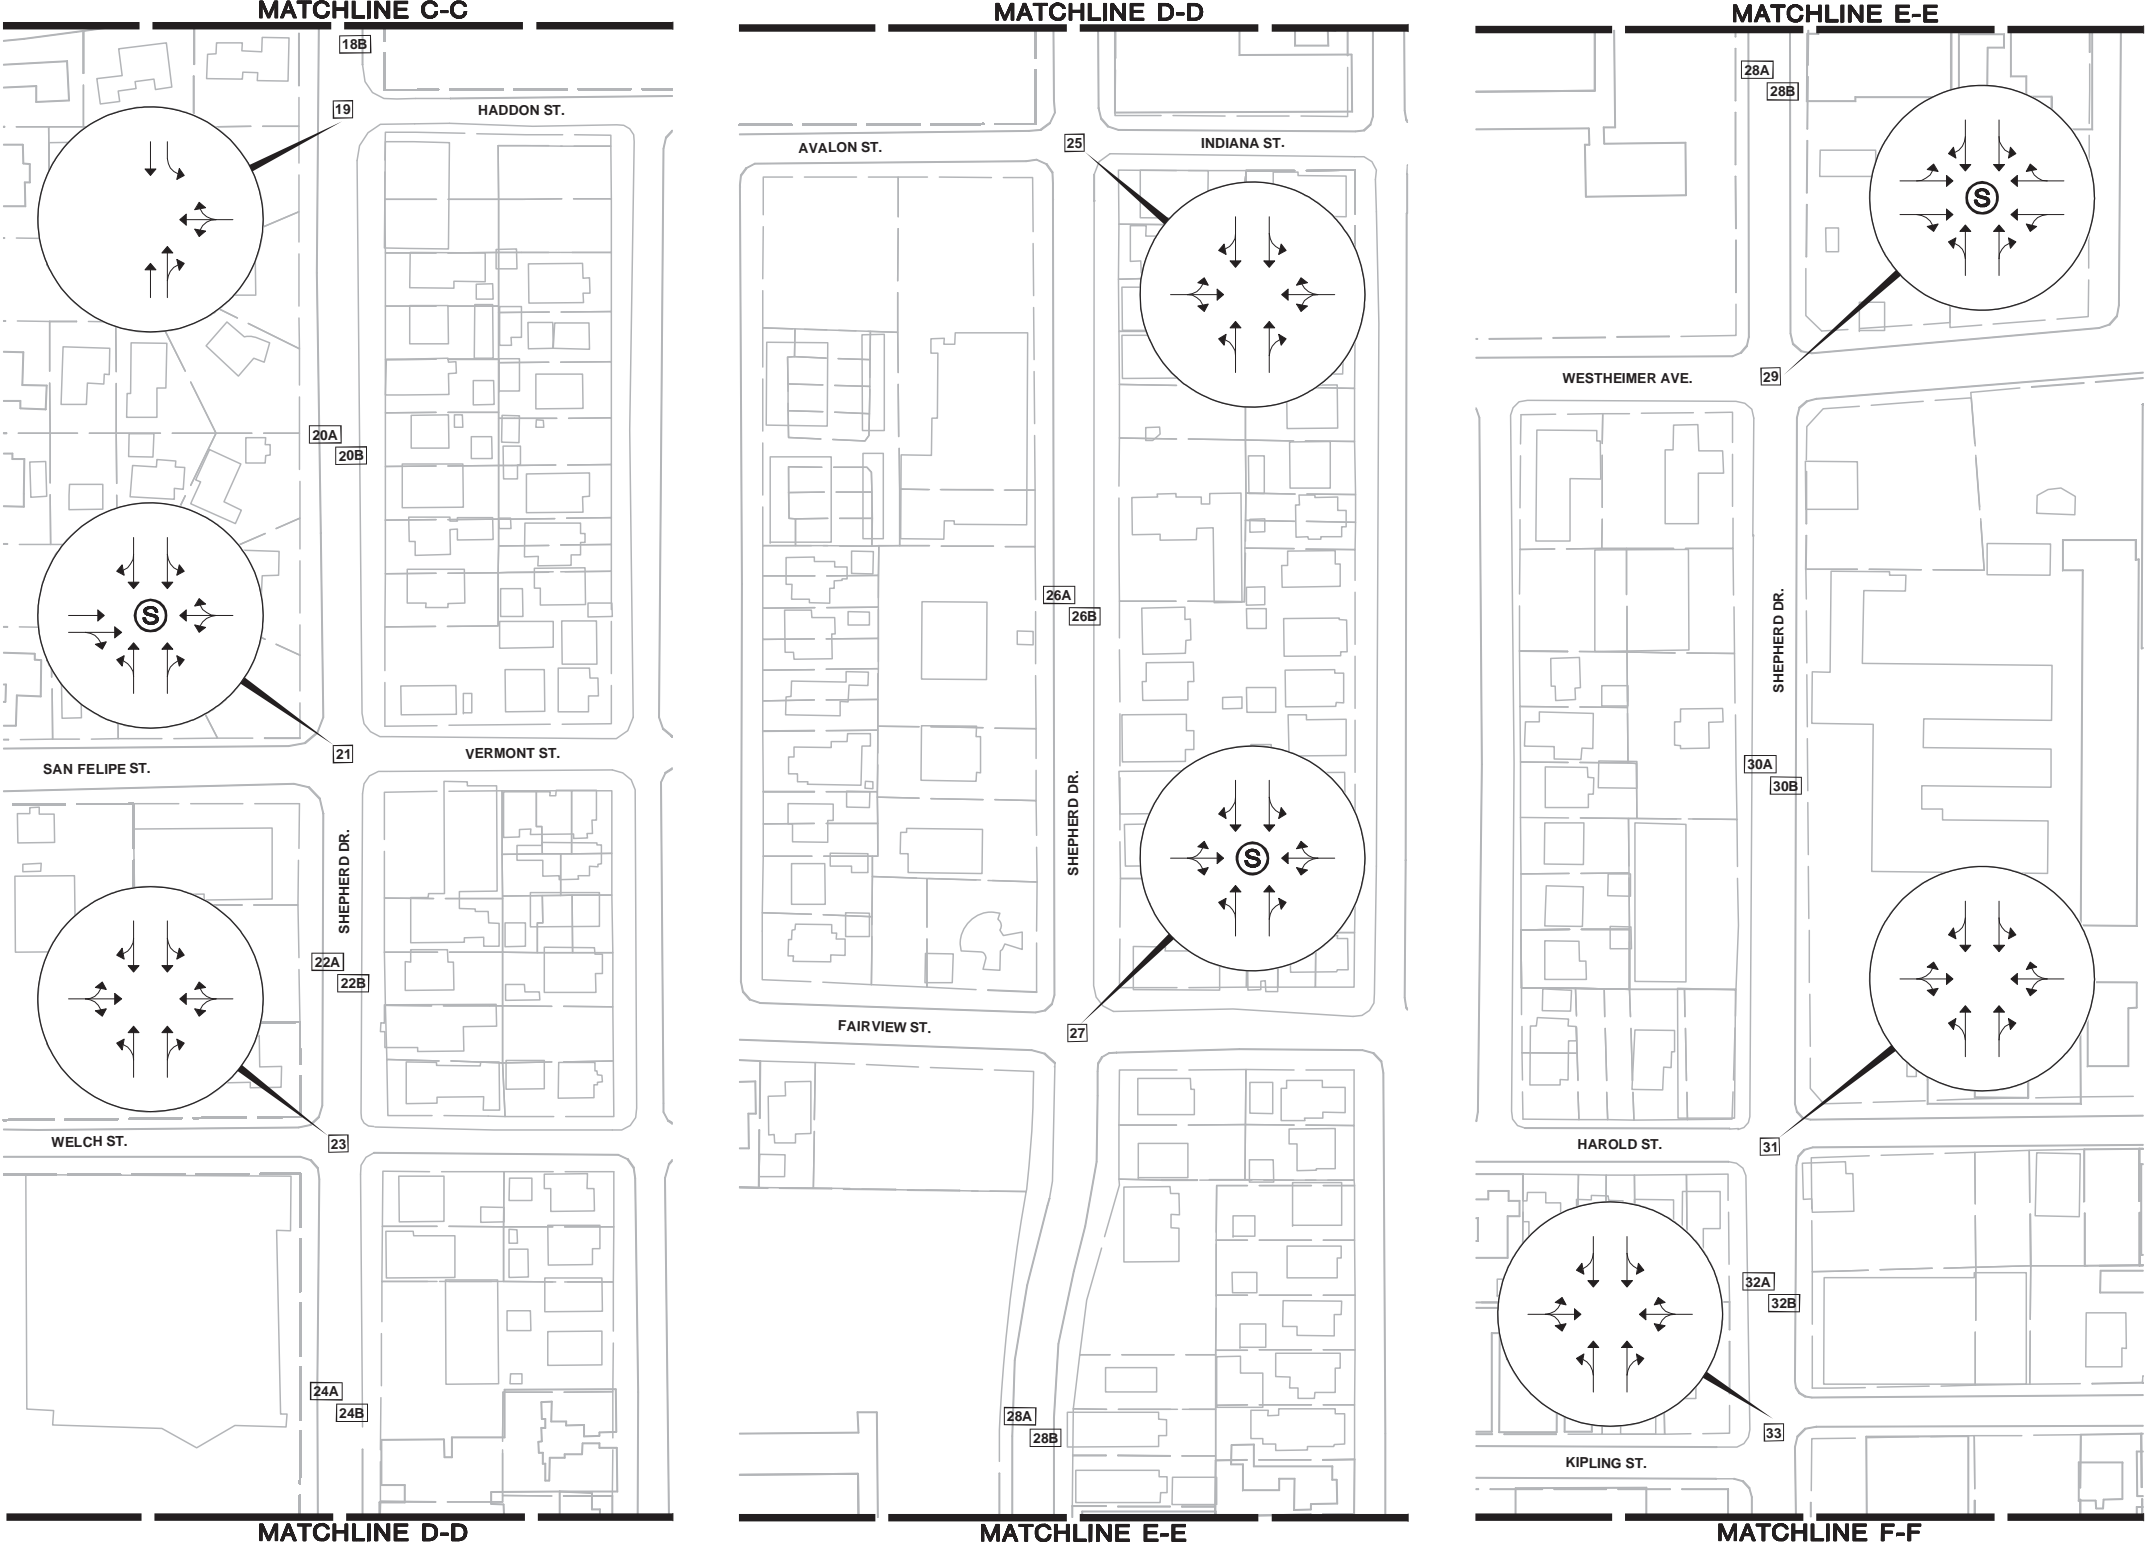 MATCHLINE C-C
18B
19
HADDON ST.
20A
20B
S
21
VERMONT ST.
SAN FELIPE ST.
SHEPHERD DR.
22A
22B
WELCH ST.
23
24A
24B
MATCHLINE D-D
MATCHLINE D-D
25
AVALON ST.
INDIANA ST.
26A
26B
SHEPHERD DR.
S
FAIRVIEW ST.
27
28A
28B
MATCHLINE E-E
MATCHLINE E-E
28A
28B
S
WESTHEIMER AVE.
29
SHEPHERD DR.
30A
30B
HAROLD ST.
31
32A
32B
33
KIPLING ST.
MATCHLINE F-F